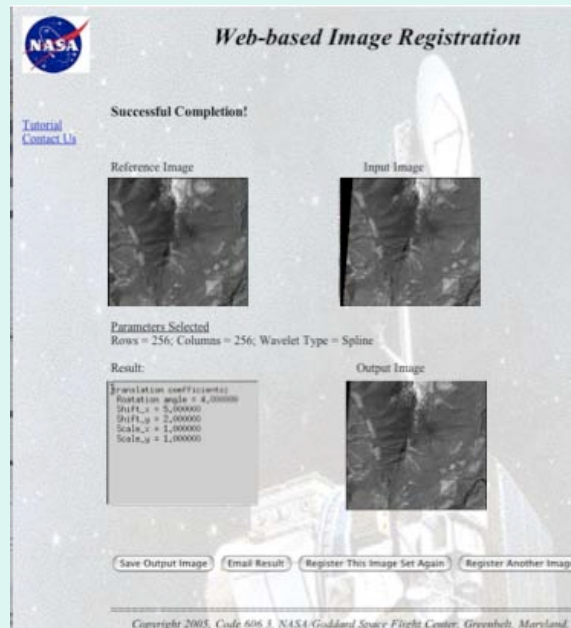 NASA
Web-based Image Registration
Successful Completion!
Tutorial
Contact Us
Reference Image
Input Image
Parameters Selected
Rows = 256; Columns = 256; Wavelet Type = Spline
Result:
Output Image
translation coefficients:
Roatation angle = 4,000000
Shift_x = 5,000000
Shift_y = 2,000000
Scale_x = 1,000000
Scale_y = 1,000000
Save Output Image
Email Result
Register This Image Set Again
Register Another Imag
Copyright 2005, Code 606.3, NASA/Goddard Space Flight Center, Greenbelt, Maryland.